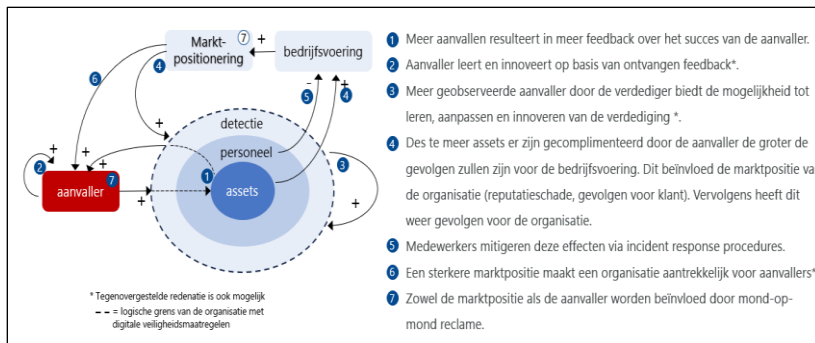 Markt-
positionering
7
+
bedrijfsvoering
4
6
+
5
-
+
4
detectie
personeel
assets
1
3
+
+
+
+
2
+
aanvaller
7
+
* Tegenovergestelde redenatie is ook mogelijk
= logische grens van de organisatie met
digitale veiligheidsmaatregelen
1 Meer aanvallen resulteert in meer feedback over het succes van de aanvaller.
2 Aanvaller leert en innoveert op basis van ontvangen feedback*.
3 Meer geobserveerde aanvaller door de verdediger biedt de mogelijkheid tot
leren, aanpassen en innoveren van de verdediging *.
4 Des te meer assets er zijn gecomplimenteerd door de aanvaller de groter de
gevolgen zullen zijn voor de bedrijfsvoering. Dit beïnvloed de marktpositie va
de organisatie (reputatieschade, gevolgen voor klant). Vervolgens heeft dit
weer gevolgen voor de organisatie.
5 Medewerkers mitigeren deze effecten via incident response procedures.
6 Een sterkere marktpositie maakt een organisatie aantrekkelijk voor aanvallers*
7 Zowel de marktpositie als de aanvaller worden beïnvloed door mond-op-
mond reclame.